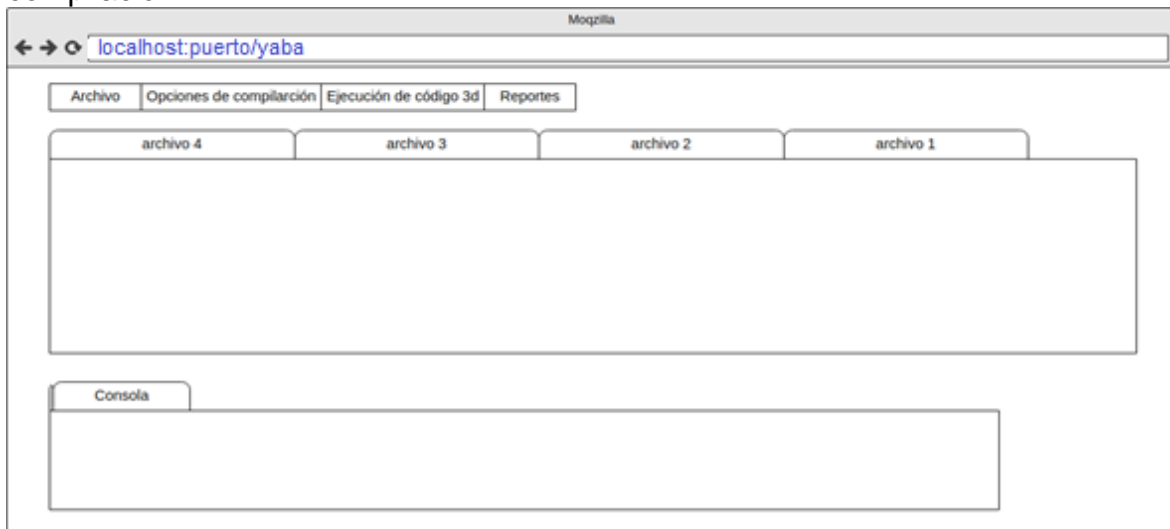 Moqzilla
localhost:puerto/yaba
Archivo Opciones de compilarción Ejecución de código 3d Reportes
archivo 4 archivo 3 archivo 2 archivo 1
Consola